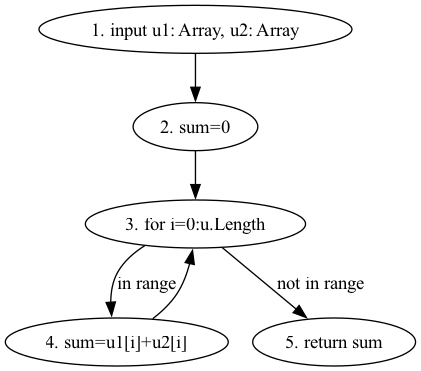 1. input u1: Array, u2: Array
2. sum=0
3. for i=0:u.Length
in range
not in range
4. sum=u1[i]+u2[i]
5. return sum